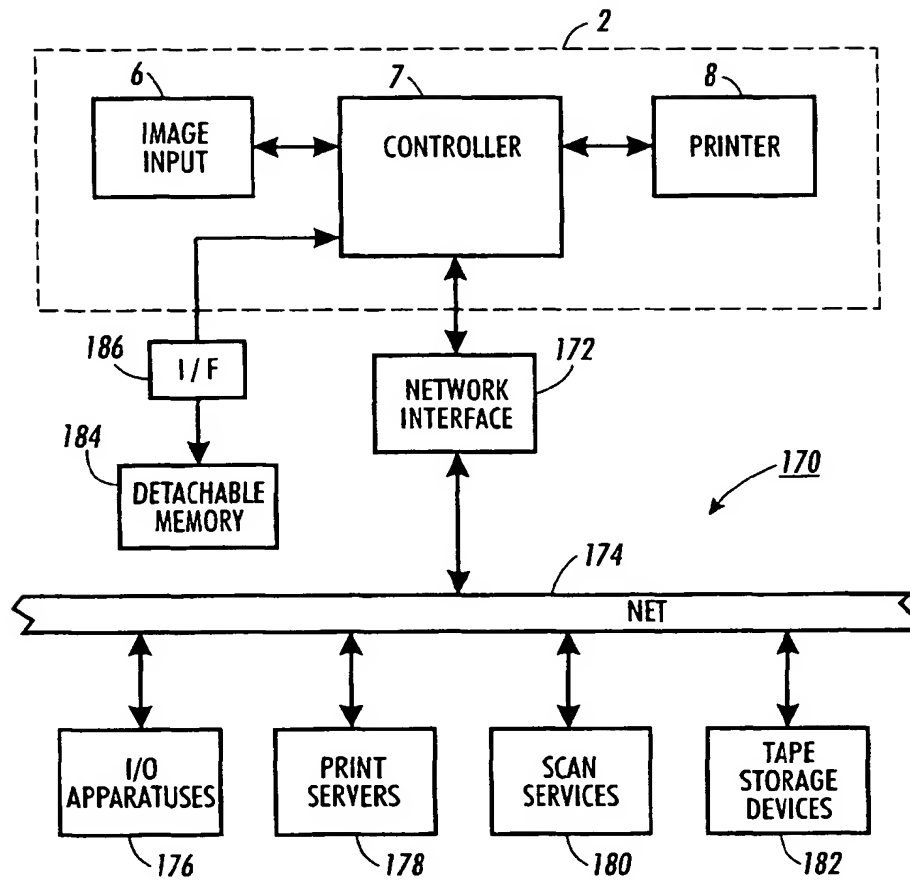 2
6
7
8
IMAGE
INPUT
CONTROLLER
PRINTER
186
I/F
172
NETWORK
INTERFACE
184
DETACHABLE
MEMORY
170
174
NET
I/O
APPARATUSES
PRINT
SERVERS
SCAN
SERVICES
TAPE
STORAGE
DEVICES
176
178
180
182